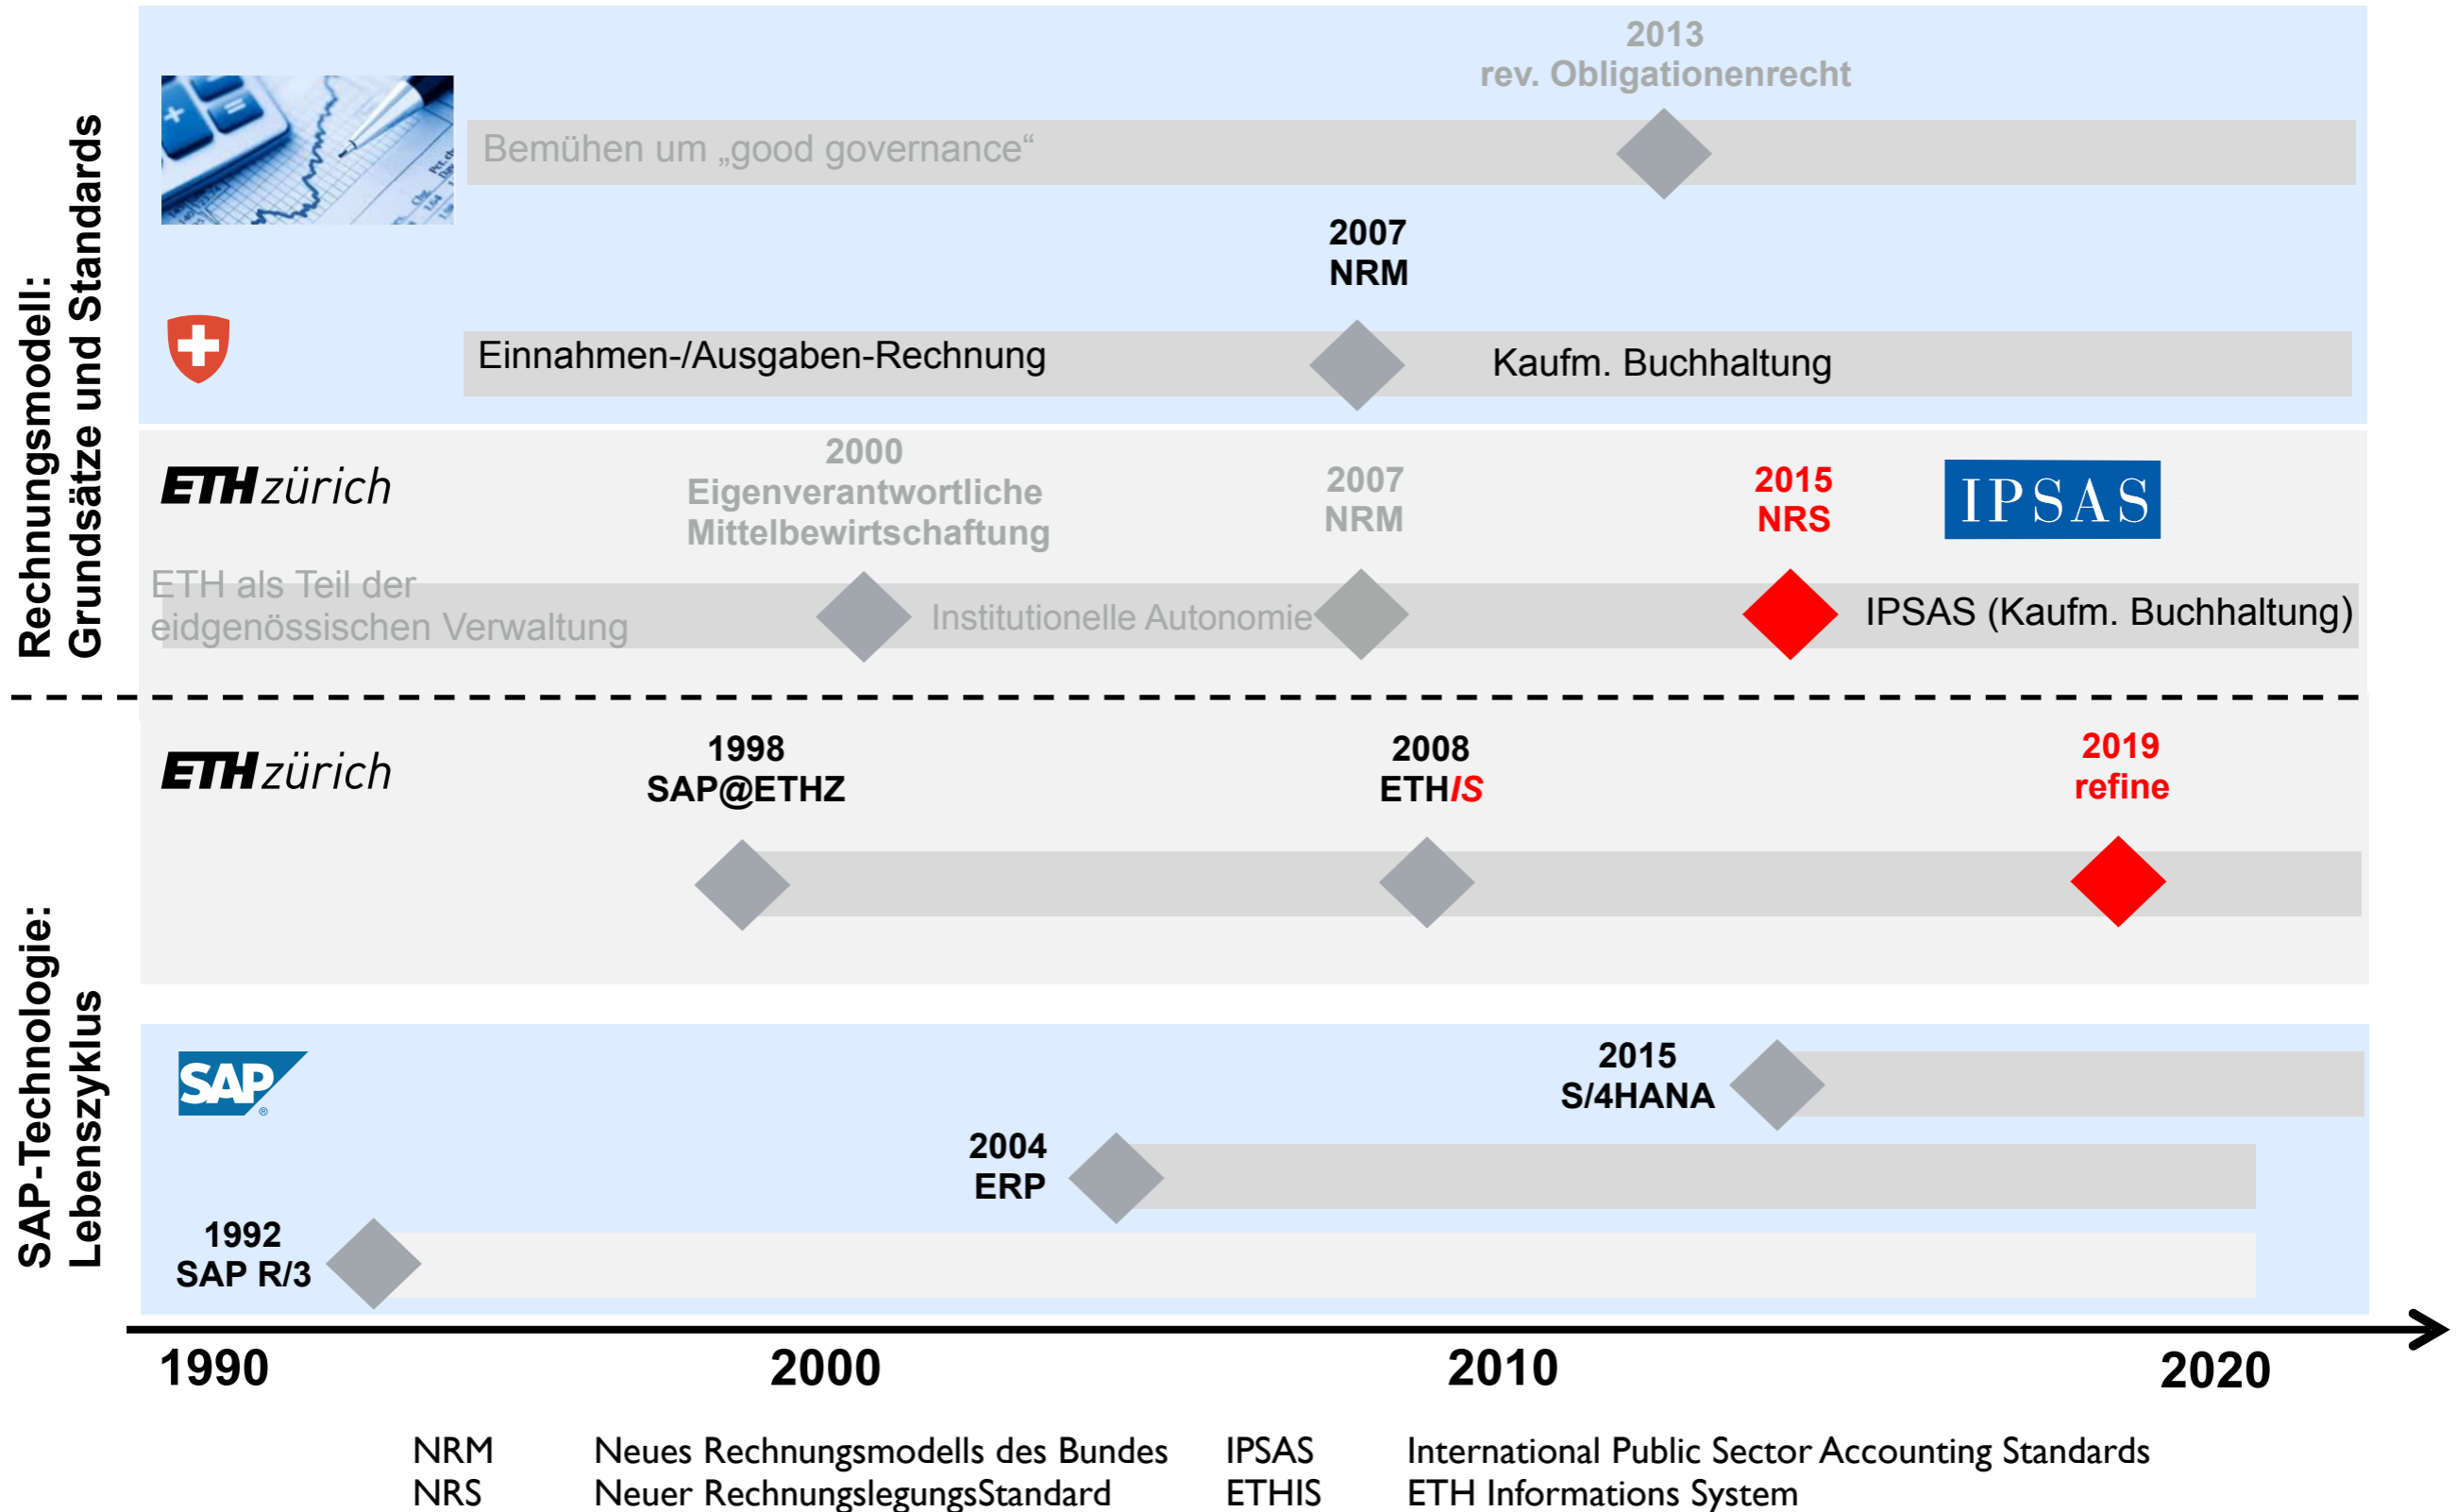 Rechnungsmodell:
Grundsätze und Standards
2013
rev. Obligationenrecht
Bemühen um „good governance“
2007
NRM
Einnahmen-/Ausgaben-Rechnung
Kaufm. Buchhaltung
ETH zürich
2000
Eigenverantwortliche
Mittelbewirtschaftung
2007
NRM
2015
NRS
IPSAS
ETH als Teil der
eidgenössischen Verwaltung
Institutionelle Autonomie
IPSAS (Kaufm. Buchhaltung)
SAP-Technologie:
Lebenszyklus
ETH zürich
1998
SAP@ETHZ
2008
ETHIS
2019
refine
SAP®
2015
S/4HANA
2004
ERP
1992
SAP R/3
1990 2000 2010 2020
NRM Neues Rechnungsmodells des Bundes IPSAS International Public Sector Accounting Standards
NRS Neuer RechnungslegungsStandard ETHIS ETH Informations System